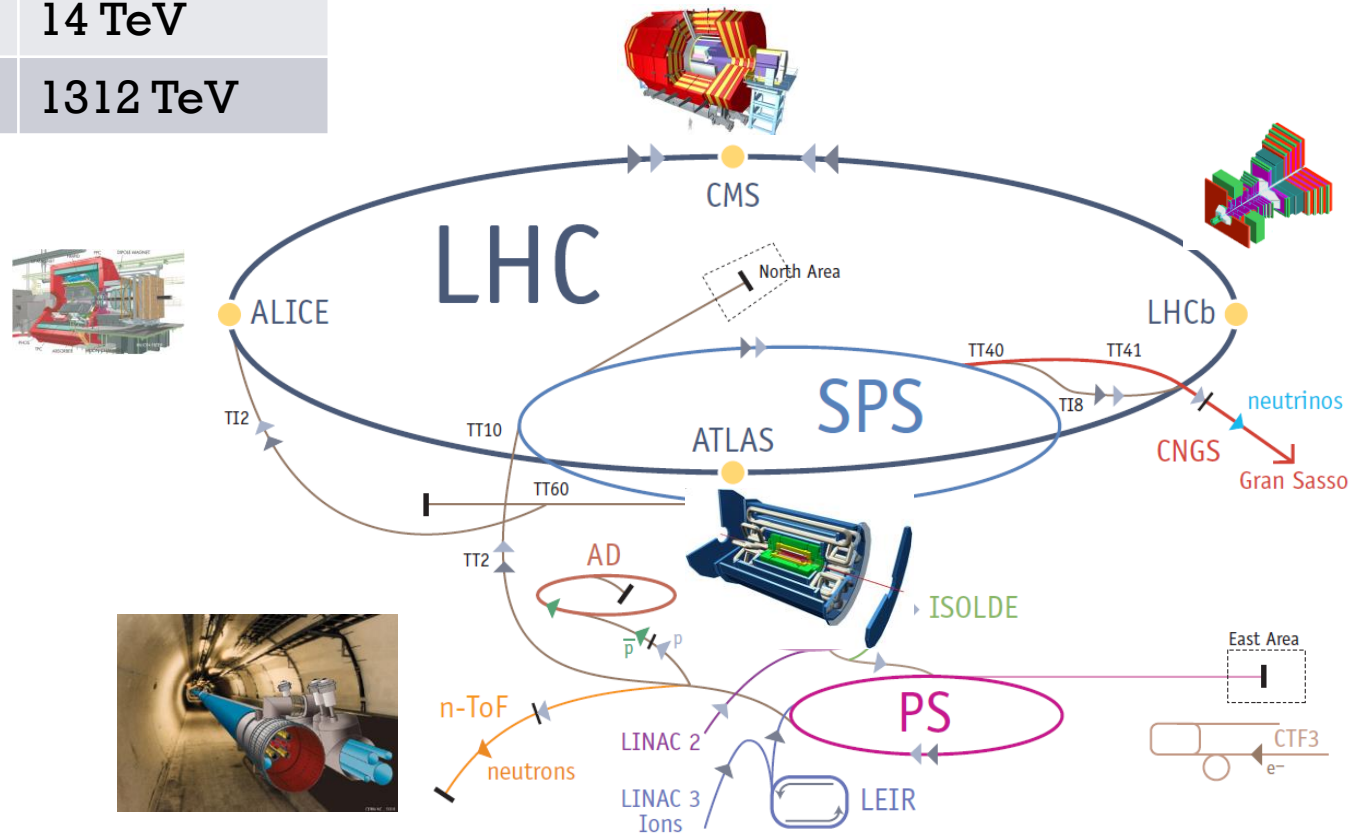 14 TeV
1312 TeV
CMS
LHC
North Area
ALICE
LHCb
TT40
TT41
SPS
TI8
neutrinos
TI2
TT10
ATLAS
CNGS
Gran Sasso
TT60
TT2
AD
ISOLDE
p
p
East Area
n-ToF
PS
LINAC 2
CTF3
neutrons
e–
LINAC 3
Ions
LEIR